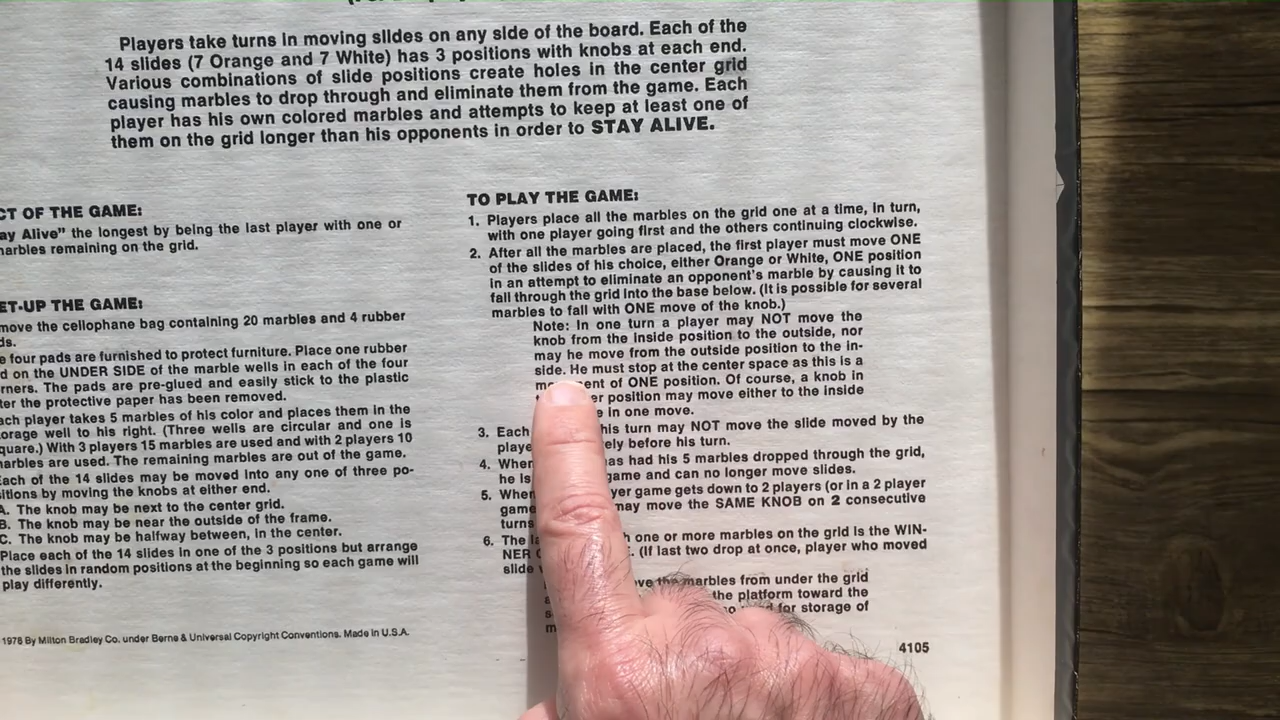 Players take turns in moving slides on any side of the board. Each of the
14 slides (7 Orange and 7 White) has 3 positions with knobs at each end.
Various combinations of slide positions create holes in the center grid
causing marbles to drop through and eliminate them from the game. Each
player has his own colored marbles and attempts to keep at least one of
them on the grid longer than his opponents in order to STAY ALIVE.
CT OF THE GAME:
ay Alive" the longest by being the last player with one or
marbles remaining on the grid.
ET-UP THE GAME:
move the cellophane bag containing 20 marbles and 4 rubber
ds.
e four pads are furnished to protect furniture. Place one rubber
d on the UNDER SIDE of the marble wells in each of the four
rners. The pads are pre-glued and easily stick to the plastic
ter the protective paper has been removed.
ach player takes 5 marbles of his color and places them in the
orage well to his right. (Three wells are circular and one is
quare.) With 3 players 15 marbles are used and with 2 players 10
marbles are used. The remaining marbles are out of the game.
Each of the 14 slides may be moved into any one of three po-
sitions by moving the knobs at either end.
A. The knob may be next to the center grid.
B. The knob may be near the outside of the frame.
C. The knob may be halfway between, in the center.
Place each of the 14 slides in one of the 3 positions but arrange
the slides in random positions at the beginning so each game will
play differently.
1978 By Milton Bradley Co. under Berne & Universal Copyright Conventions. Made in U.S.A.
TO PLAY THE GAME:
1. Players place all the marbles on the grid one at a time, in turn,
with one player going first and the others continuing clockwise.
2. After all the marbles are placed, the first player must move ONE
of the slides of his choice, either Orange or White, ONE position
in an attempt to eliminate an opponent's marble by causing it to
fall through the grid into the base below. (It is possible for several
marbles to fall with ONE move of the knob.)
Note: In one turn a player may NOT move the
knob from the inside position to the outside, nor
may he move from the outside position to the in-
side. He must stop at the center space as this is a
ent of ONE position. Of course, a knob in
er position may move either to the inside
e in one move.
3. Each his turn may NOT move the slide moved by the
playe ely before his turn.
4. When as had his 5 marbles dropped through the grid,
he is game and can no longer move slides.
5. When yer game gets down to 2 players (or in a 2 player
game may move the SAME KNOB ON 2 consecutive
turns
6. The la h one or more marbles on the grid is the WIN-
NER (If last two drop at once, player who moved
slide
ve the marbles from under the grid
the platform toward the
for storage of
4105